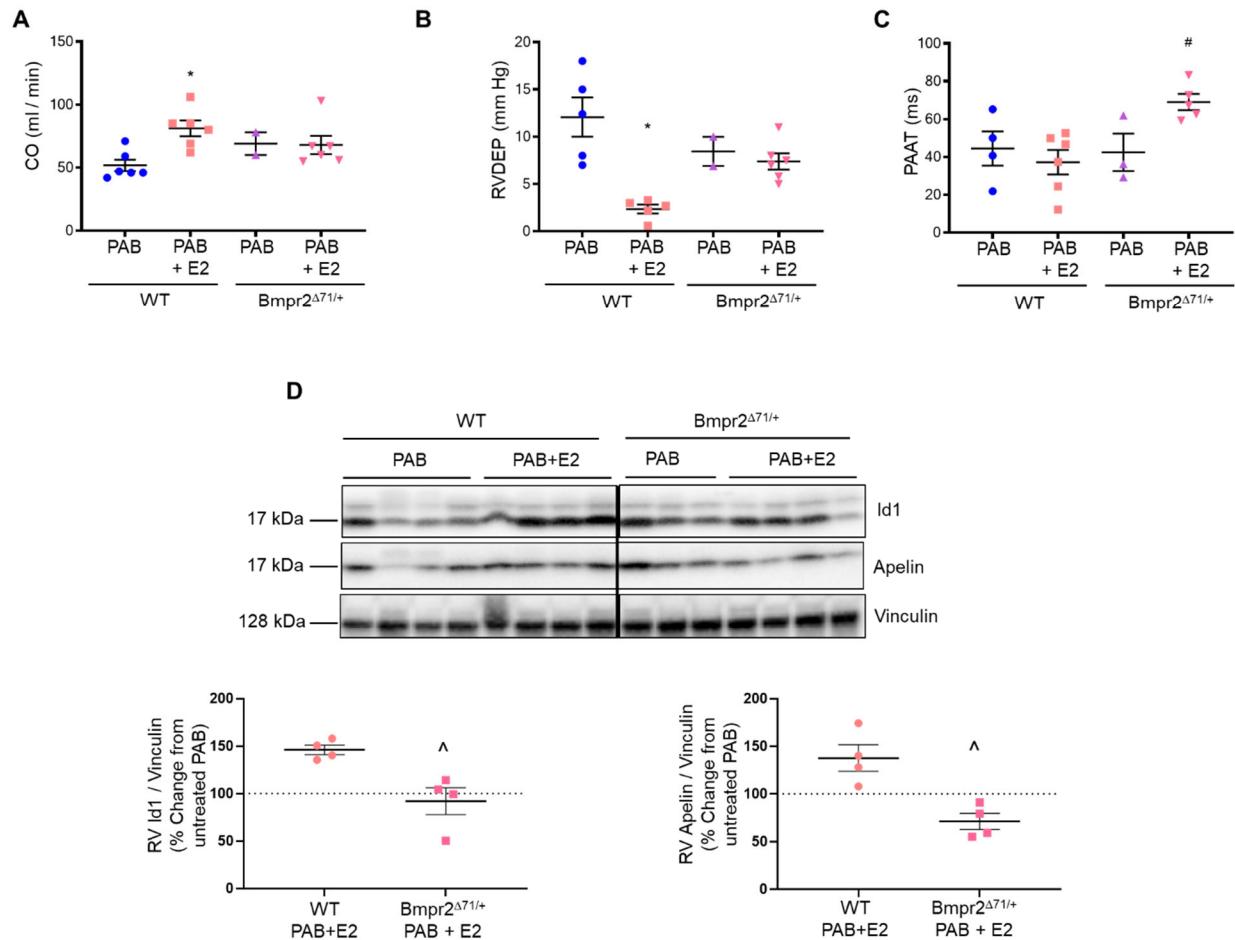 A
CO (ml / min)
150
100
50
0
*
PAB
PAB
+ E2
PAB
PAB
+ E2
WT
Bmpr2Δ71/+
B
RVDEP (mm Hg)
20
15
10
5
0
*
PAB
PAB
+ E2
PAB
PAB
+ E2
WT
Bmpr2Δ71/+
C
PAAT (ms)
100
80
60
40
20
0
#
PAB
PAB
+ E2
PAB
PAB
+ E2
WT
Bmpr2Δ71/+
D
WT
Bmpr2Δ71/+
PAB
PAB+E2
PAB
PAB+E2
17 kDa
Id1
17 kDa
Apelin
128 kDa
Vinculin
RV Id1 / Vinculin
(% Change from
untreated PAB)
200
150
100
50
0
^
WT
PAB+E2
Bmpr2Δ71/+
PAB + E2
RV Apelin / Vinculin
(% Change from
untreated PAB)
200
150
100
50
0
^
WT
PAB+E2
Bmpr2Δ71/+
PAB + E2